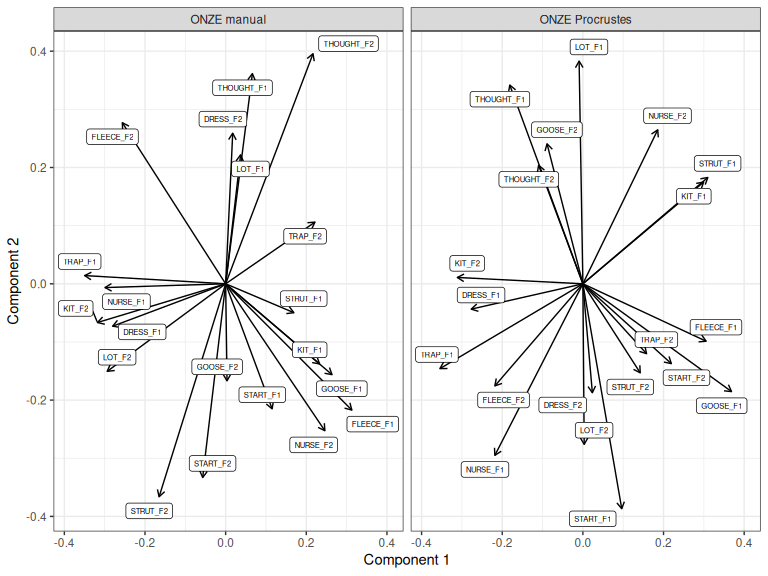 ONZE manual
ONZE Procrustes
0.4
0.2
0.0
-0.2
-0.4
Component 2
THOUGHT_F2
THOUGHT_F1
DRESS_F2
FLEECE_F2
LOT_F1
TRAP_F2
TRAP_F1
STRUT_F1
NURSE_F1
KIT_F2
DRESS_F1
KIT_F1
LOT_F2
GOOSE_F2
GOOSE_F1
START_F1
FLEECE_F1
NURSE_F2
START_F2
STRUT_F2
LOT_F1
THOUGHT_F1
NURSE_F2
GOOSE_F2
STRUT_F1
THOUGHT_F2
KIT_F1
KIT_F2
DRESS_F1
FLEECE_F1
TRAP_F2
TRAP_F1
START_F2
STRUT_F2
FLEECE_F2
DRESS_F2
GOOSE_F1
LOT_F2
NURSE_F1
START_F1
-0.4 -0.2 0.0 0.2 0.4
-0.4 -0.2 0.0 0.2 0.4
Component 1